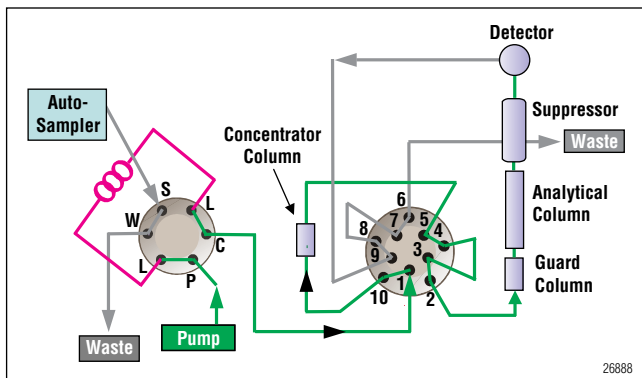 Detector
Auto-
Sampler
Suppressor
Waste
Concentrator
Column
S
L
W
C
L
P
6
7
5
4
8
3
9
1
10
2
Analytical
Column
Guard
Column
Waste
Pump
26888